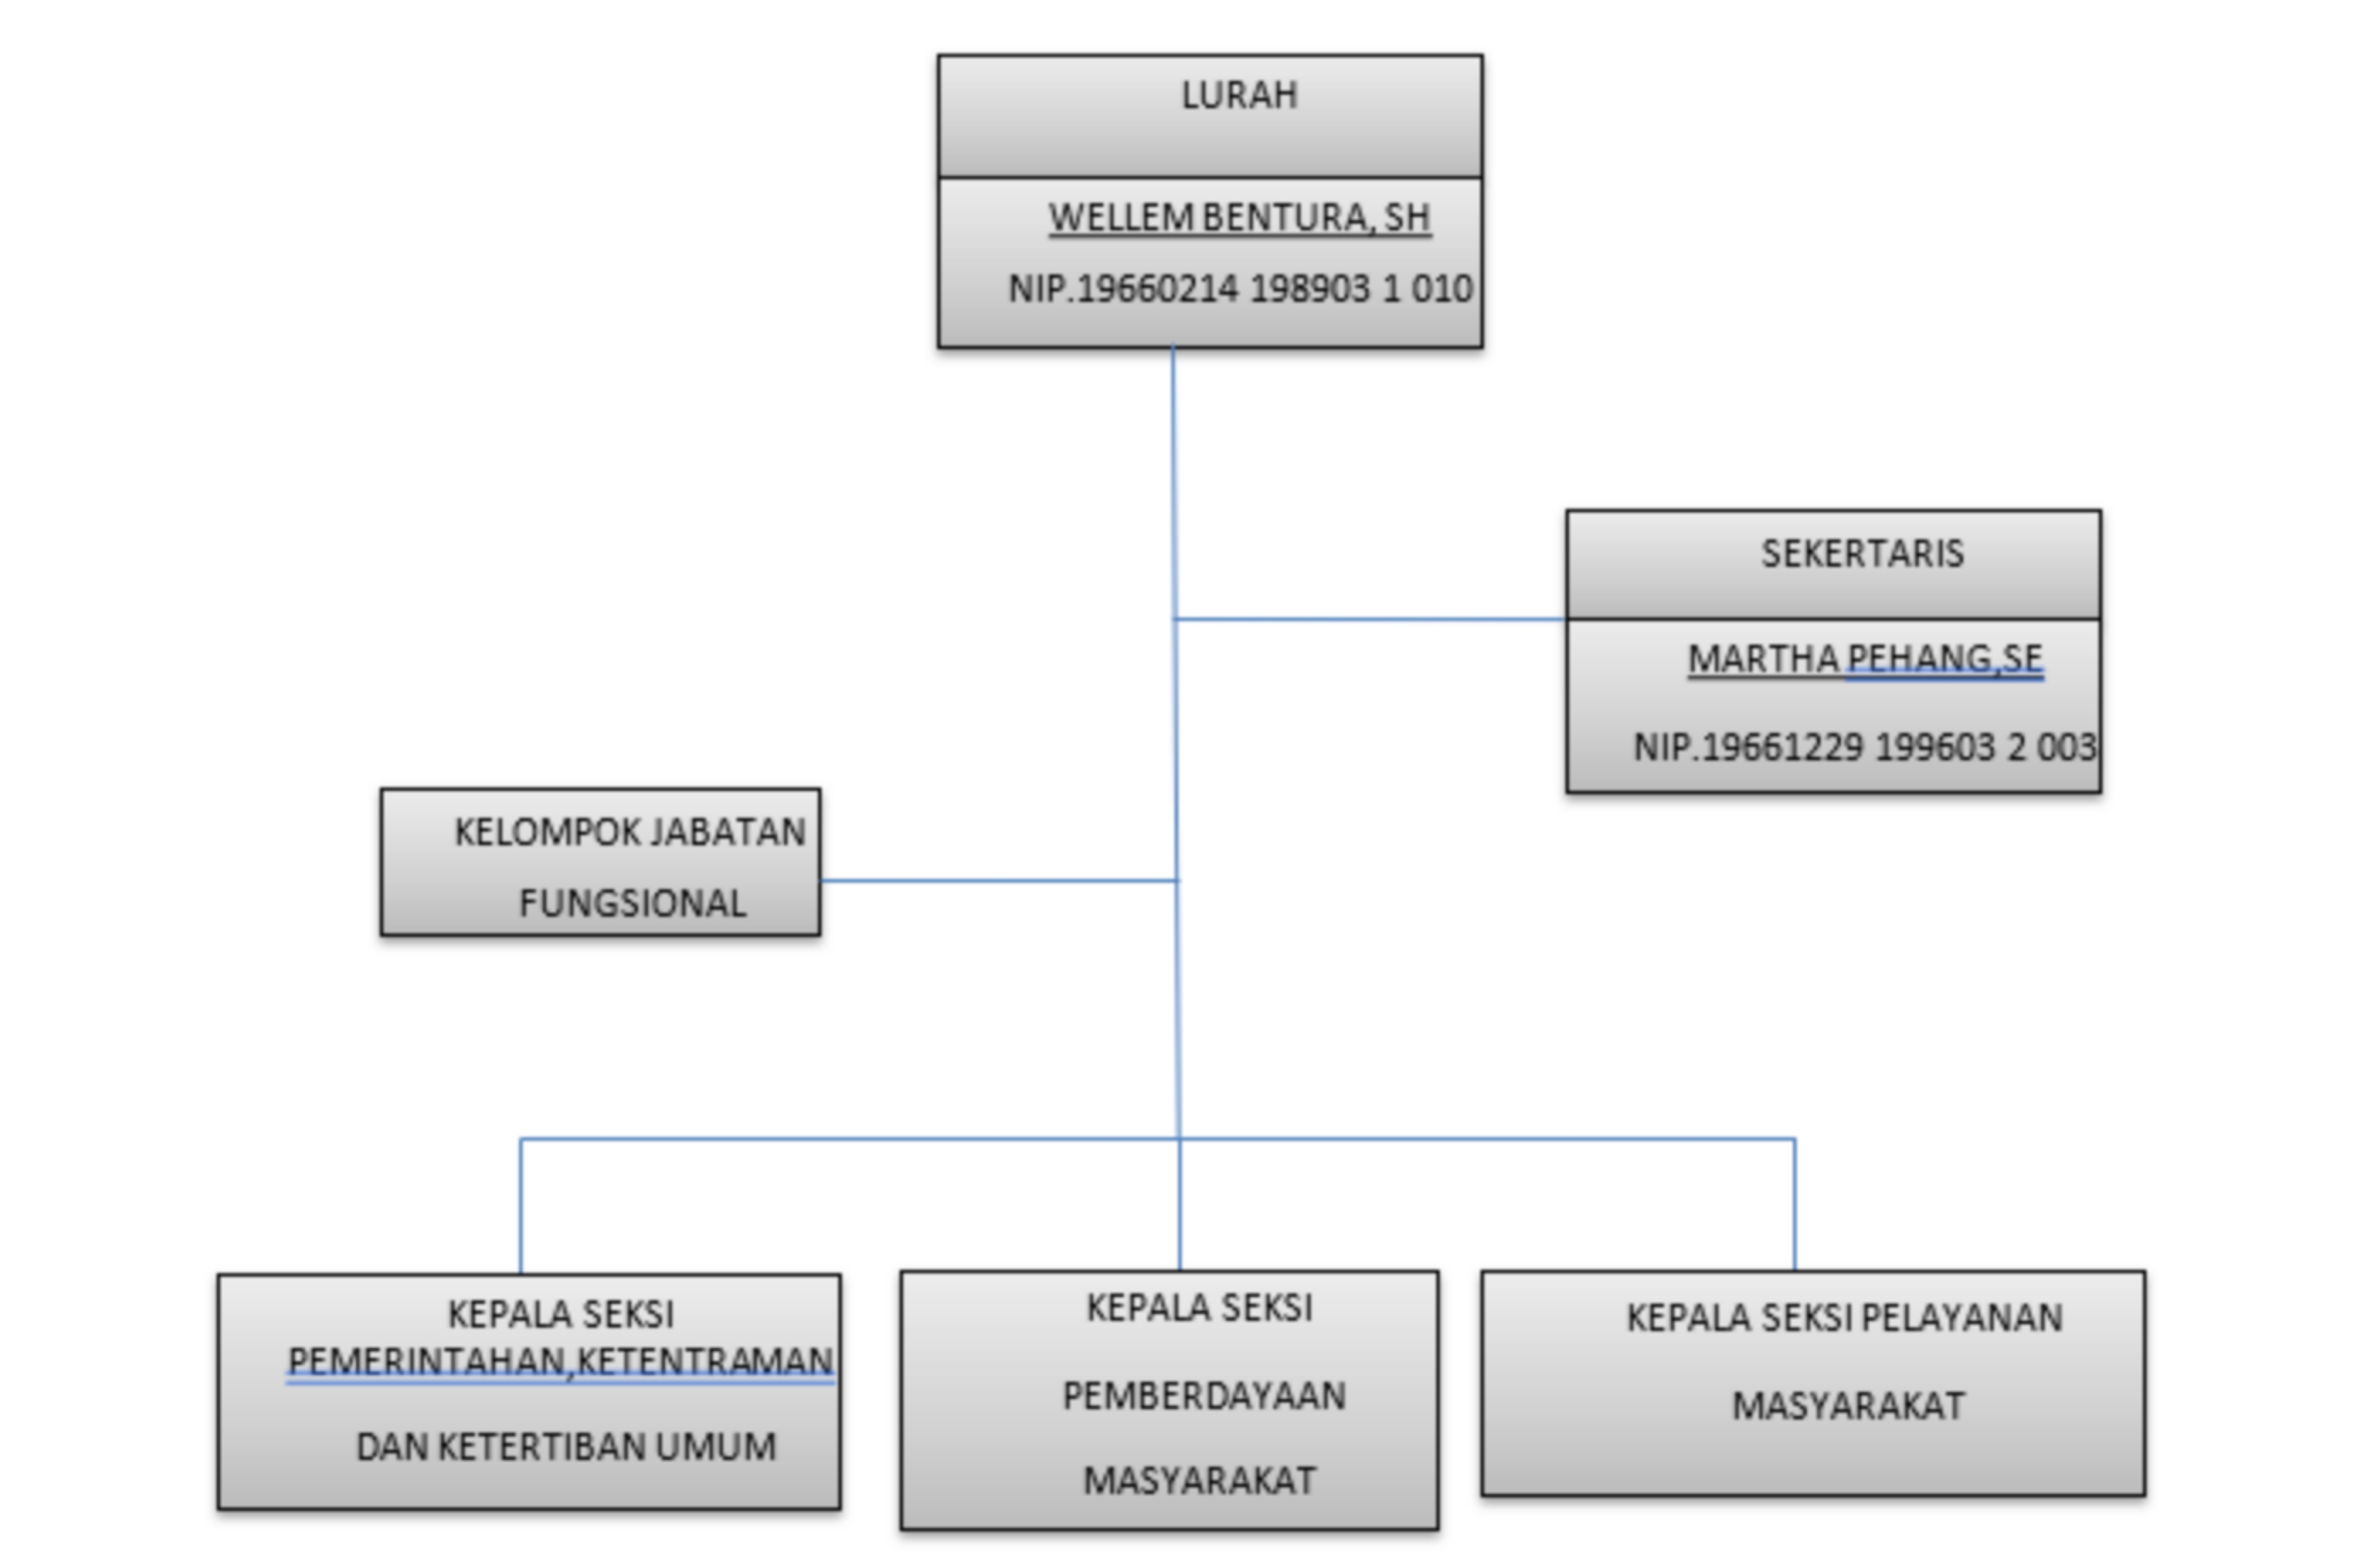 LURAH
WELLEM BENTURA, SH
NIP.19660214 198903 1 010
SEKERTARIS
MARTHA PEHANG,SE
NIP.19661229 199603 2 003
KELOMPOK JABATAN
FUNGSIONAL
KEPALA SEKSI
PEMERINTAHAN,KETENTRAMAN
DAN KETERTIBAN UMUM
KEPALA SEKSI
PEMBERDAYAAN
MASYARAKAT
KEPALA SEKSI PELAYANAN
MASYARAKAT